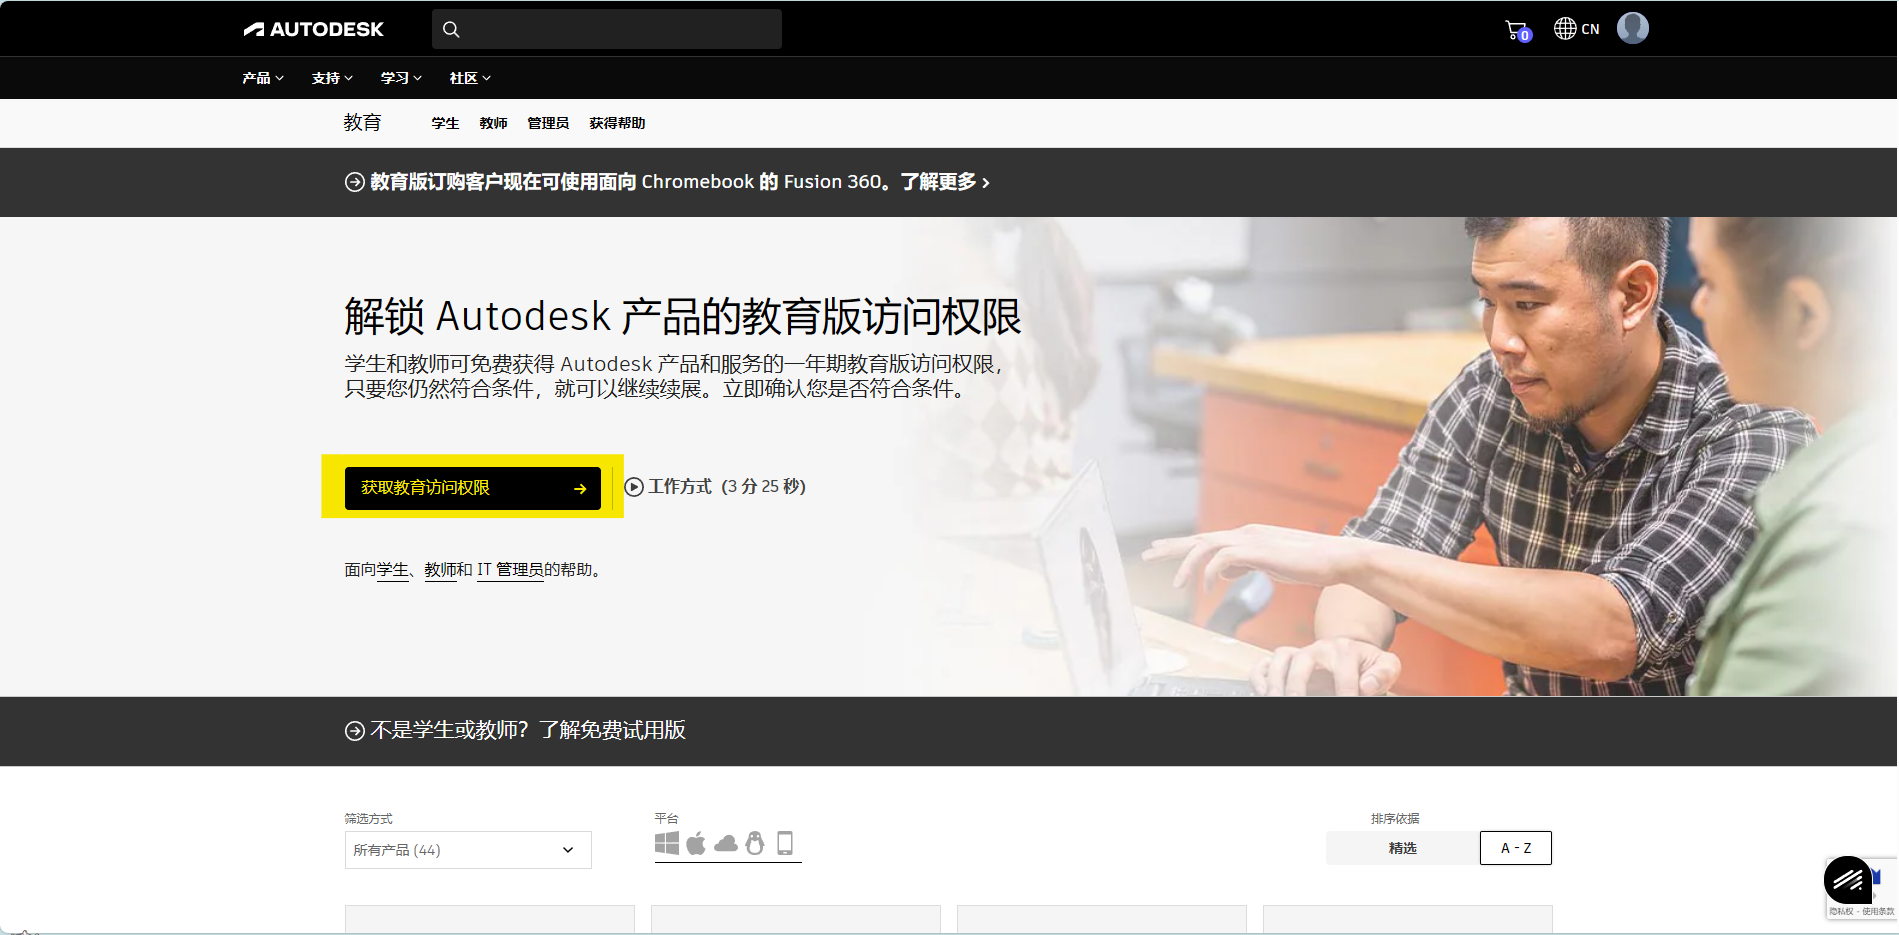 AUTODESK
0
CN
产品
支持
学习
社区
教育
学生
教师
管理员
获得帮助
教育版订购客户现在可使用面向 Chromebook 的 Fusion 360。了解更多
解锁 Autodesk 产品的教育版访问权限
学生和教师可免费获得 Autodesk 产品和服务的一年期教育版访问权限，
只要您仍然符合条件，就可以继续续展。立即确认您是否符合条件。
获取教育访问权限
工作方式（3 分 25 秒）
面向学生、教师和 IT 管理员的帮助。
不是学生或教师？了解免费试用版
筛选方式
平台
排序依据
所有产品 (44)
精选
A - Z
隐私权 - 使用条款